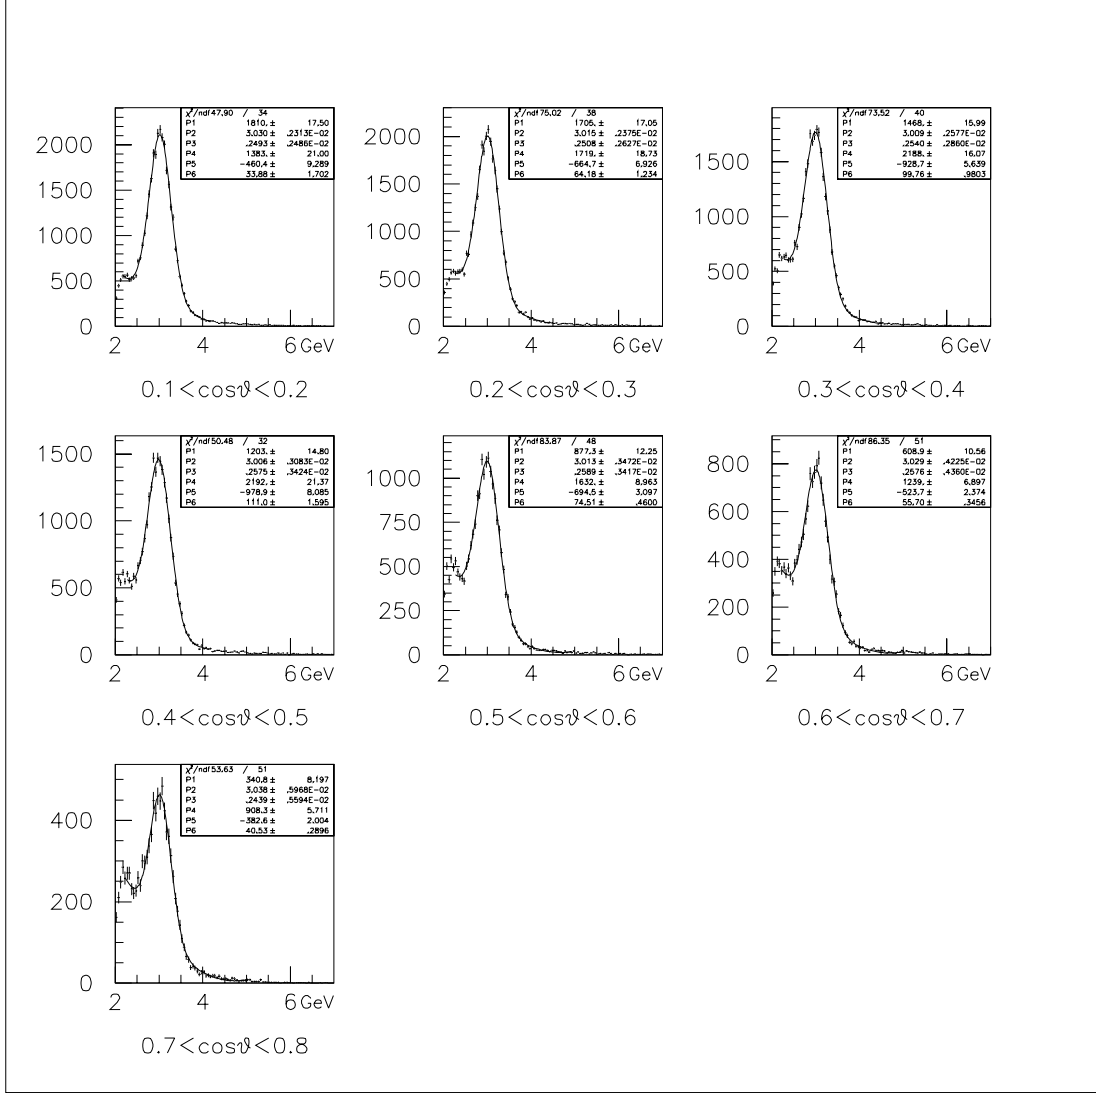 χ²/ndf 47.90 / 34
P1 1810. ± 17.50
P2 3.030 ± .2313E-02
P3 .2493 ± .2486E-02
P4 1383. ± 21.00
P5 -460.4 ± 9.289
P6 33.88 ± 1.702
2000
1500
1000
500
0
2 4 6 GeV
0.1<cosϑ<0.2
χ²/ndf 75.02 / 38
P1 1705. ± 17.05
P2 3.015 ± .2375E-02
P3 .2508 ± .2627E-02
P4 1719. ± 18.73
P5 -664.7 ± 6.926
P6 64.18 ± 1.234
2000
1500
1000
500
0
2 4 6 GeV
0.2<cosϑ<0.3
χ²/ndf 73.52 / 40
P1 1468. ± 15.99
P2 3.009 ± .2577E-02
P3 .2540 ± .2860E-02
P4 2188. ± 16.07
P5 -928.7 ± 5.639
P6 99.76 ± .9803
1500
1000
500
0
2 4 6 GeV
0.3<cosϑ<0.4
χ²/ndf 50.48 / 32
P1 1203. ± 14.80
P2 3.006 ± .3083E-02
P3 .2575 ± .3424E-02
P4 2192. ± 21.37
P5 -978.9 ± 8.085
P6 111.0 ± 1.595
1500
1000
500
0
2 4 6 GeV
0.4<cosϑ<0.5
χ²/ndf 83.87 / 48
P1 877.3 ± 12.25
P2 3.013 ± .3472E-02
P3 .2589 ± .3417E-02
P4 1632. ± 8.963
P5 -694.5 ± 3.097
P6 74.51 ± .4600
1000
750
500
250
0
2 4 6 GeV
0.5<cosϑ<0.6
χ²/ndf 86.35 / 51
P1 608.9 ± 10.56
P2 3.029 ± .4225E-02
P3 .2576 ± .4360E-02
P4 1239. ± 6.897
P5 -523.7 ± 2.374
P6 55.70 ± .3456
800
600
400
200
0
2 4 6 GeV
0.6<cosϑ<0.7
χ²/ndf 53.63 / 51
P1 340.8 ± 8.197
P2 3.038 ± .5968E-02
P3 .2439 ± .5594E-02
P4 908.3 ± 5.711
P5 -382.6 ± 2.004
P6 40.53 ± .2896
400
200
0
2 4 6 GeV
0.7<cosϑ<0.8